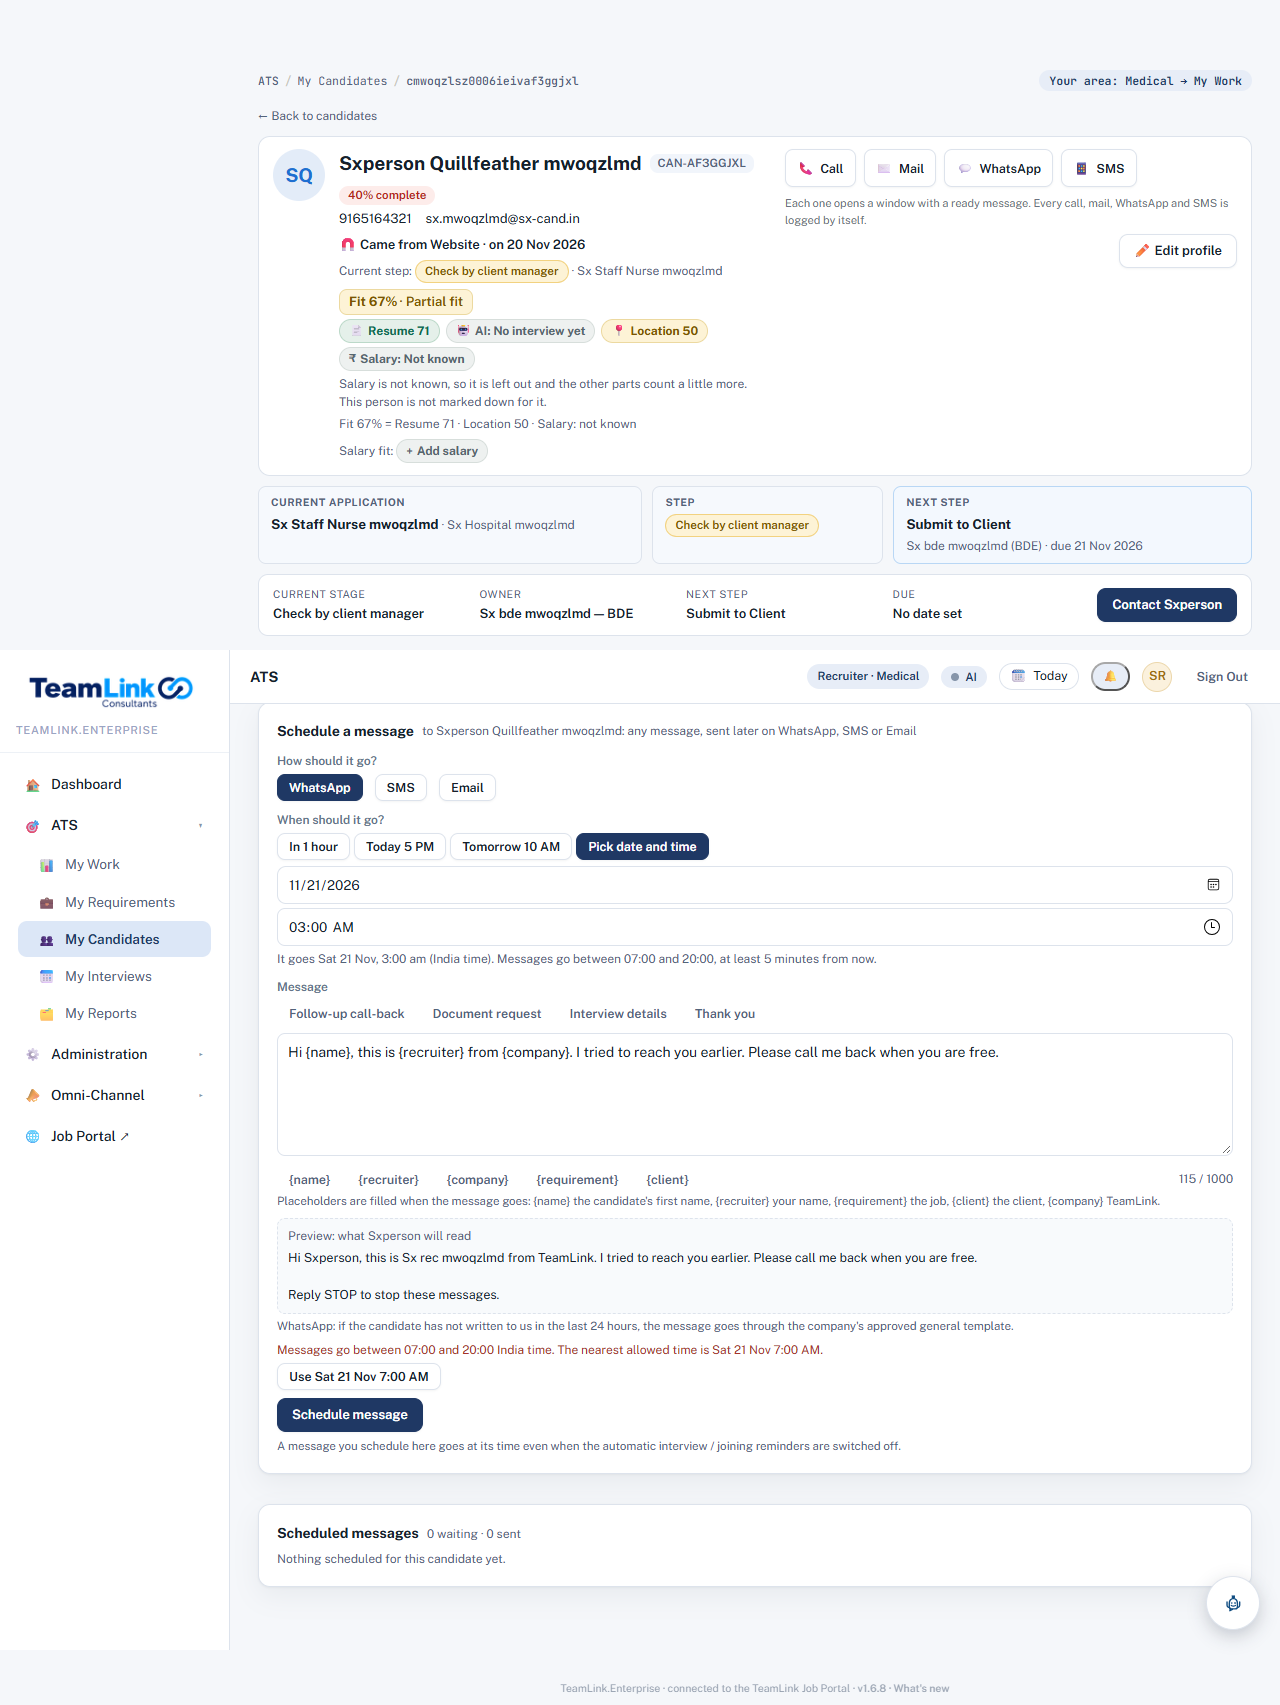 ATS / My Candidates / cmwoqzlsz0006ieivaf3ggjxl
Your area: Medical → My Work
← Back to candidates
SQ
Sxperson Quillfeather mwoqzlmd CAN-AF3GGJXL
40% complete
9165164321 sx.mwoqzlmd@sx-cand.in
Came from Website · on 20 Nov 2026
Current step: Check by client manager · Sx Staff Nurse mwoqzlmd
Fit 67% · Partial fit
Resume 71 AI: No interview yet Location 50
₹ Salary: Not known
Salary is not known, so it is left out and the other parts count a little more.
This person is not marked down for it.
Fit 67% = Resume 71 · Location 50 · Salary: not known
Salary fit: + Add salary
Call Mail WhatsApp SMS
Each one opens a window with a ready message. Every call, mail, WhatsApp and SMS is
logged by itself.
Edit profile
CURRENT APPLICATION
Sx Staff Nurse mwoqzlmd · Sx Hospital mwoqzlmd
STEP
Check by client manager
NEXT STEP
Submit to Client
Sx bde mwoqzlmd (BDE) · due 21 Nov 2026
CURRENT STAGE
Check by client manager
OWNER
Sx bde mwoqzlmd — BDE
NEXT STEP
Submit to Client
DUE
No date set
Contact Sxperson
TeamLink
Consultants
TEAMLINK.ENTERPRISE
Dashboard
ATS
My Work
My Requirements
My Candidates
My Interviews
My Reports
Administration
Omni-Channel
Job Portal ↗
ATS
Recruiter · Medical AI Today SR Sign Out
Schedule a message to Sxperson Quillfeather mwoqzlmd: any message, sent later on WhatsApp, SMS or Email
How should it go?
WhatsApp SMS Email
When should it go?
In 1 hour Today 5 PM Tomorrow 10 AM Pick date and time
11/21/2026
03:00 AM
It goes Sat 21 Nov, 3:00 am (India time). Messages go between 07:00 and 20:00, at least 5 minutes from now.
Message
Follow-up call-back Document request Interview details Thank you
Hi {name}, this is {recruiter} from {company}. I tried to reach you earlier. Please call me back when you are free.
{name} {recruiter} {company} {requirement} {client} 115 / 1000
Placeholders are filled when the message goes: {name} the candidate's first name, {recruiter} your name, {requirement} the job, {client} the client, {company} TeamLink.
Preview: what Sxperson will read
Hi Sxperson, this is Sx rec mwoqzlmd from TeamLink. I tried to reach you earlier. Please call me back when you are free.
Reply STOP to stop these messages.
WhatsApp: if the candidate has not written to us in the last 24 hours, the message goes through the company's approved general template.
Messages go between 07:00 and 20:00 India time. The nearest allowed time is Sat 21 Nov 7:00 AM.
Use Sat 21 Nov 7:00 AM
Schedule message
A message you schedule here goes at its time even when the automatic interview / joining reminders are switched off.
Scheduled messages 0 waiting · 0 sent
Nothing scheduled for this candidate yet.
TeamLink.Enterprise · connected to the TeamLink Job Portal · v1.6.8 · What's new